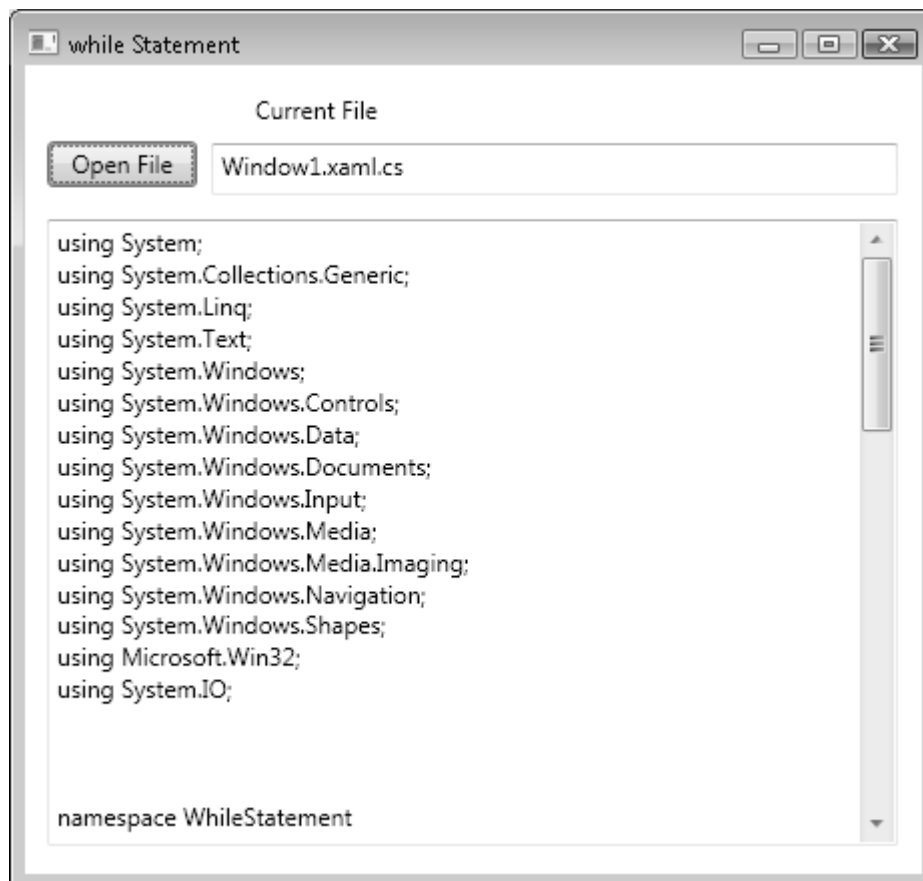 while Statement
Current File
Open File
Window1.xaml.cs
using System;
using System.Collections.Generic;
using System.Linq;
using System.Text;
using System.Windows;
using System.Windows.Controls;
using System.Windows.Data;
using System.Windows.Documents;
using System.Windows.Input;
using System.Windows.Media;
using System.Windows.Media.Imaging;
using System.Windows.Navigation;
using System.Windows.Shapes;
using Microsoft.Win32;
using System.IO;
namespace WhileStatement